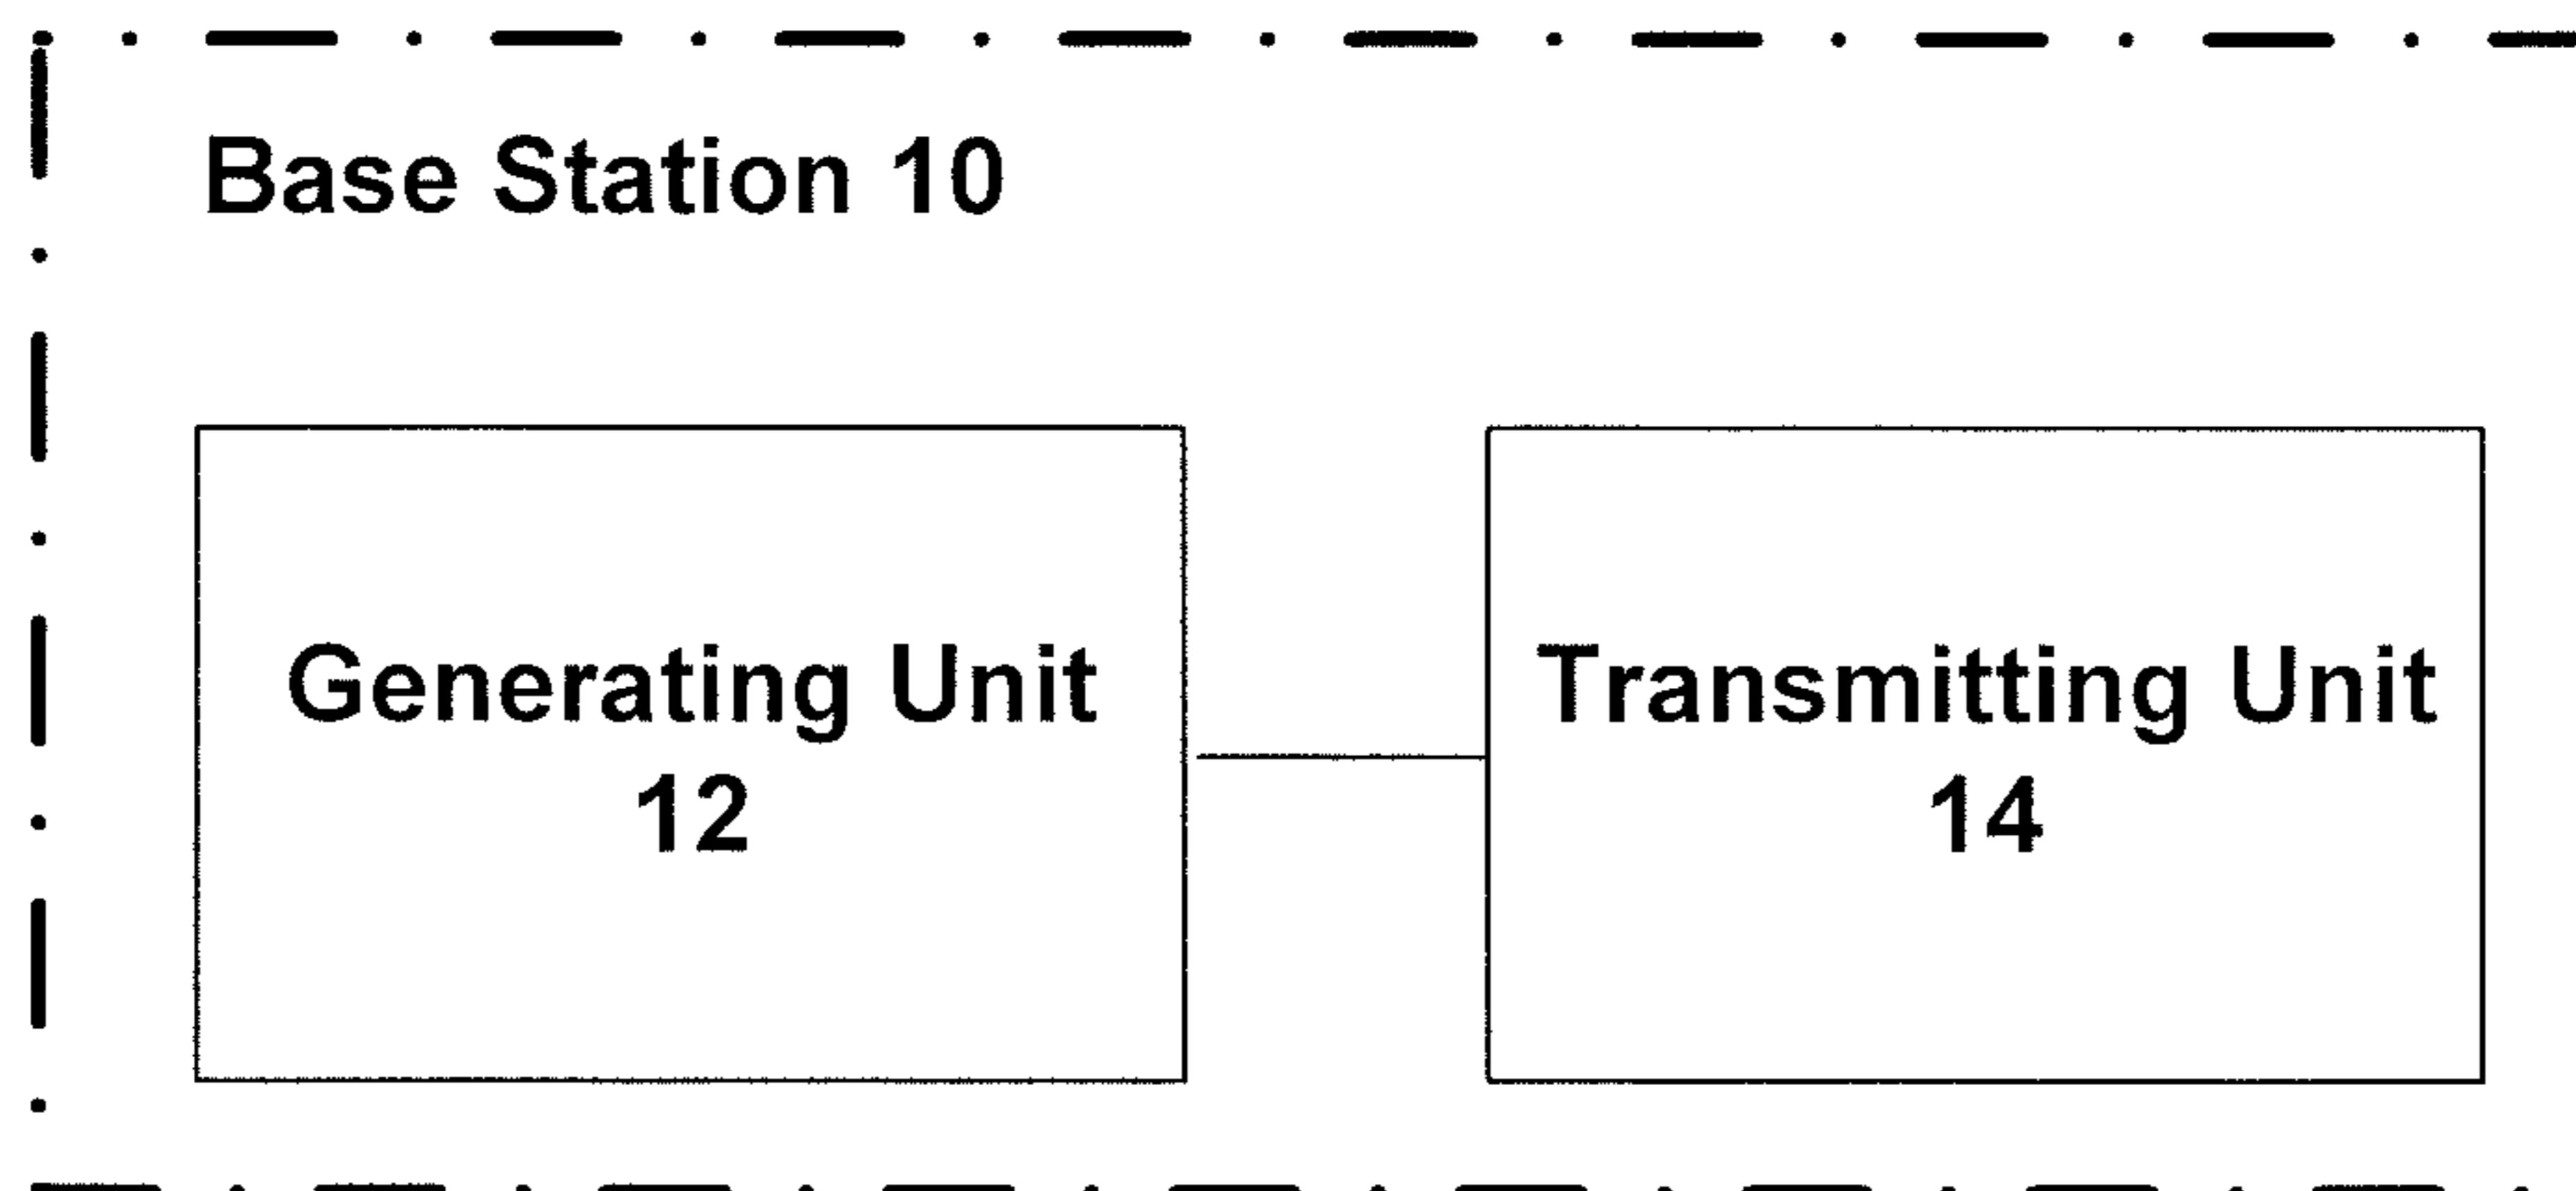 Base Station 10
Generating Unit
12
Transmitting Unit
14